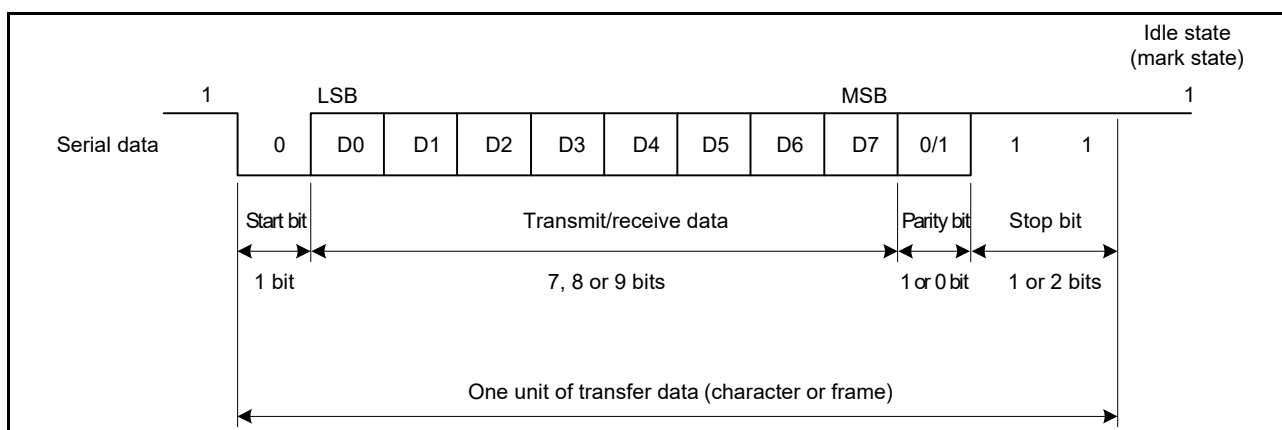 Idle state
(mark state)
1 LSB MSB 1
Serial data 0 D0 D1 D2 D3 D4 D5 D6 D7 0/1 1 1
Start bit Transmit/receive data Parity bit Stop bit
1 bit 7, 8 or 9 bits 1 or 0 bit 1 or 2 bits
One unit of transfer data (character or frame)